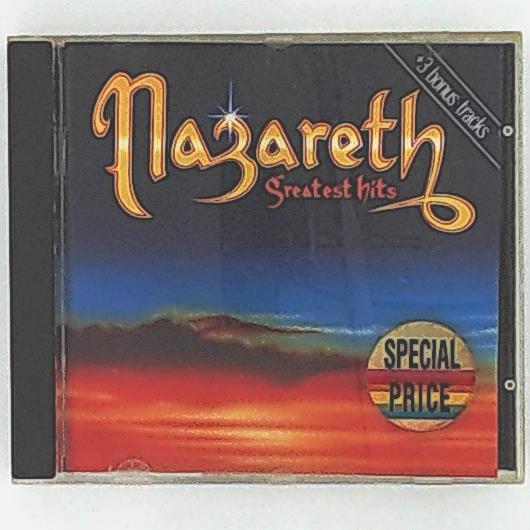 +3 bonus tracks
Nazareth
Greatest hits
SPECIAL
PRICE